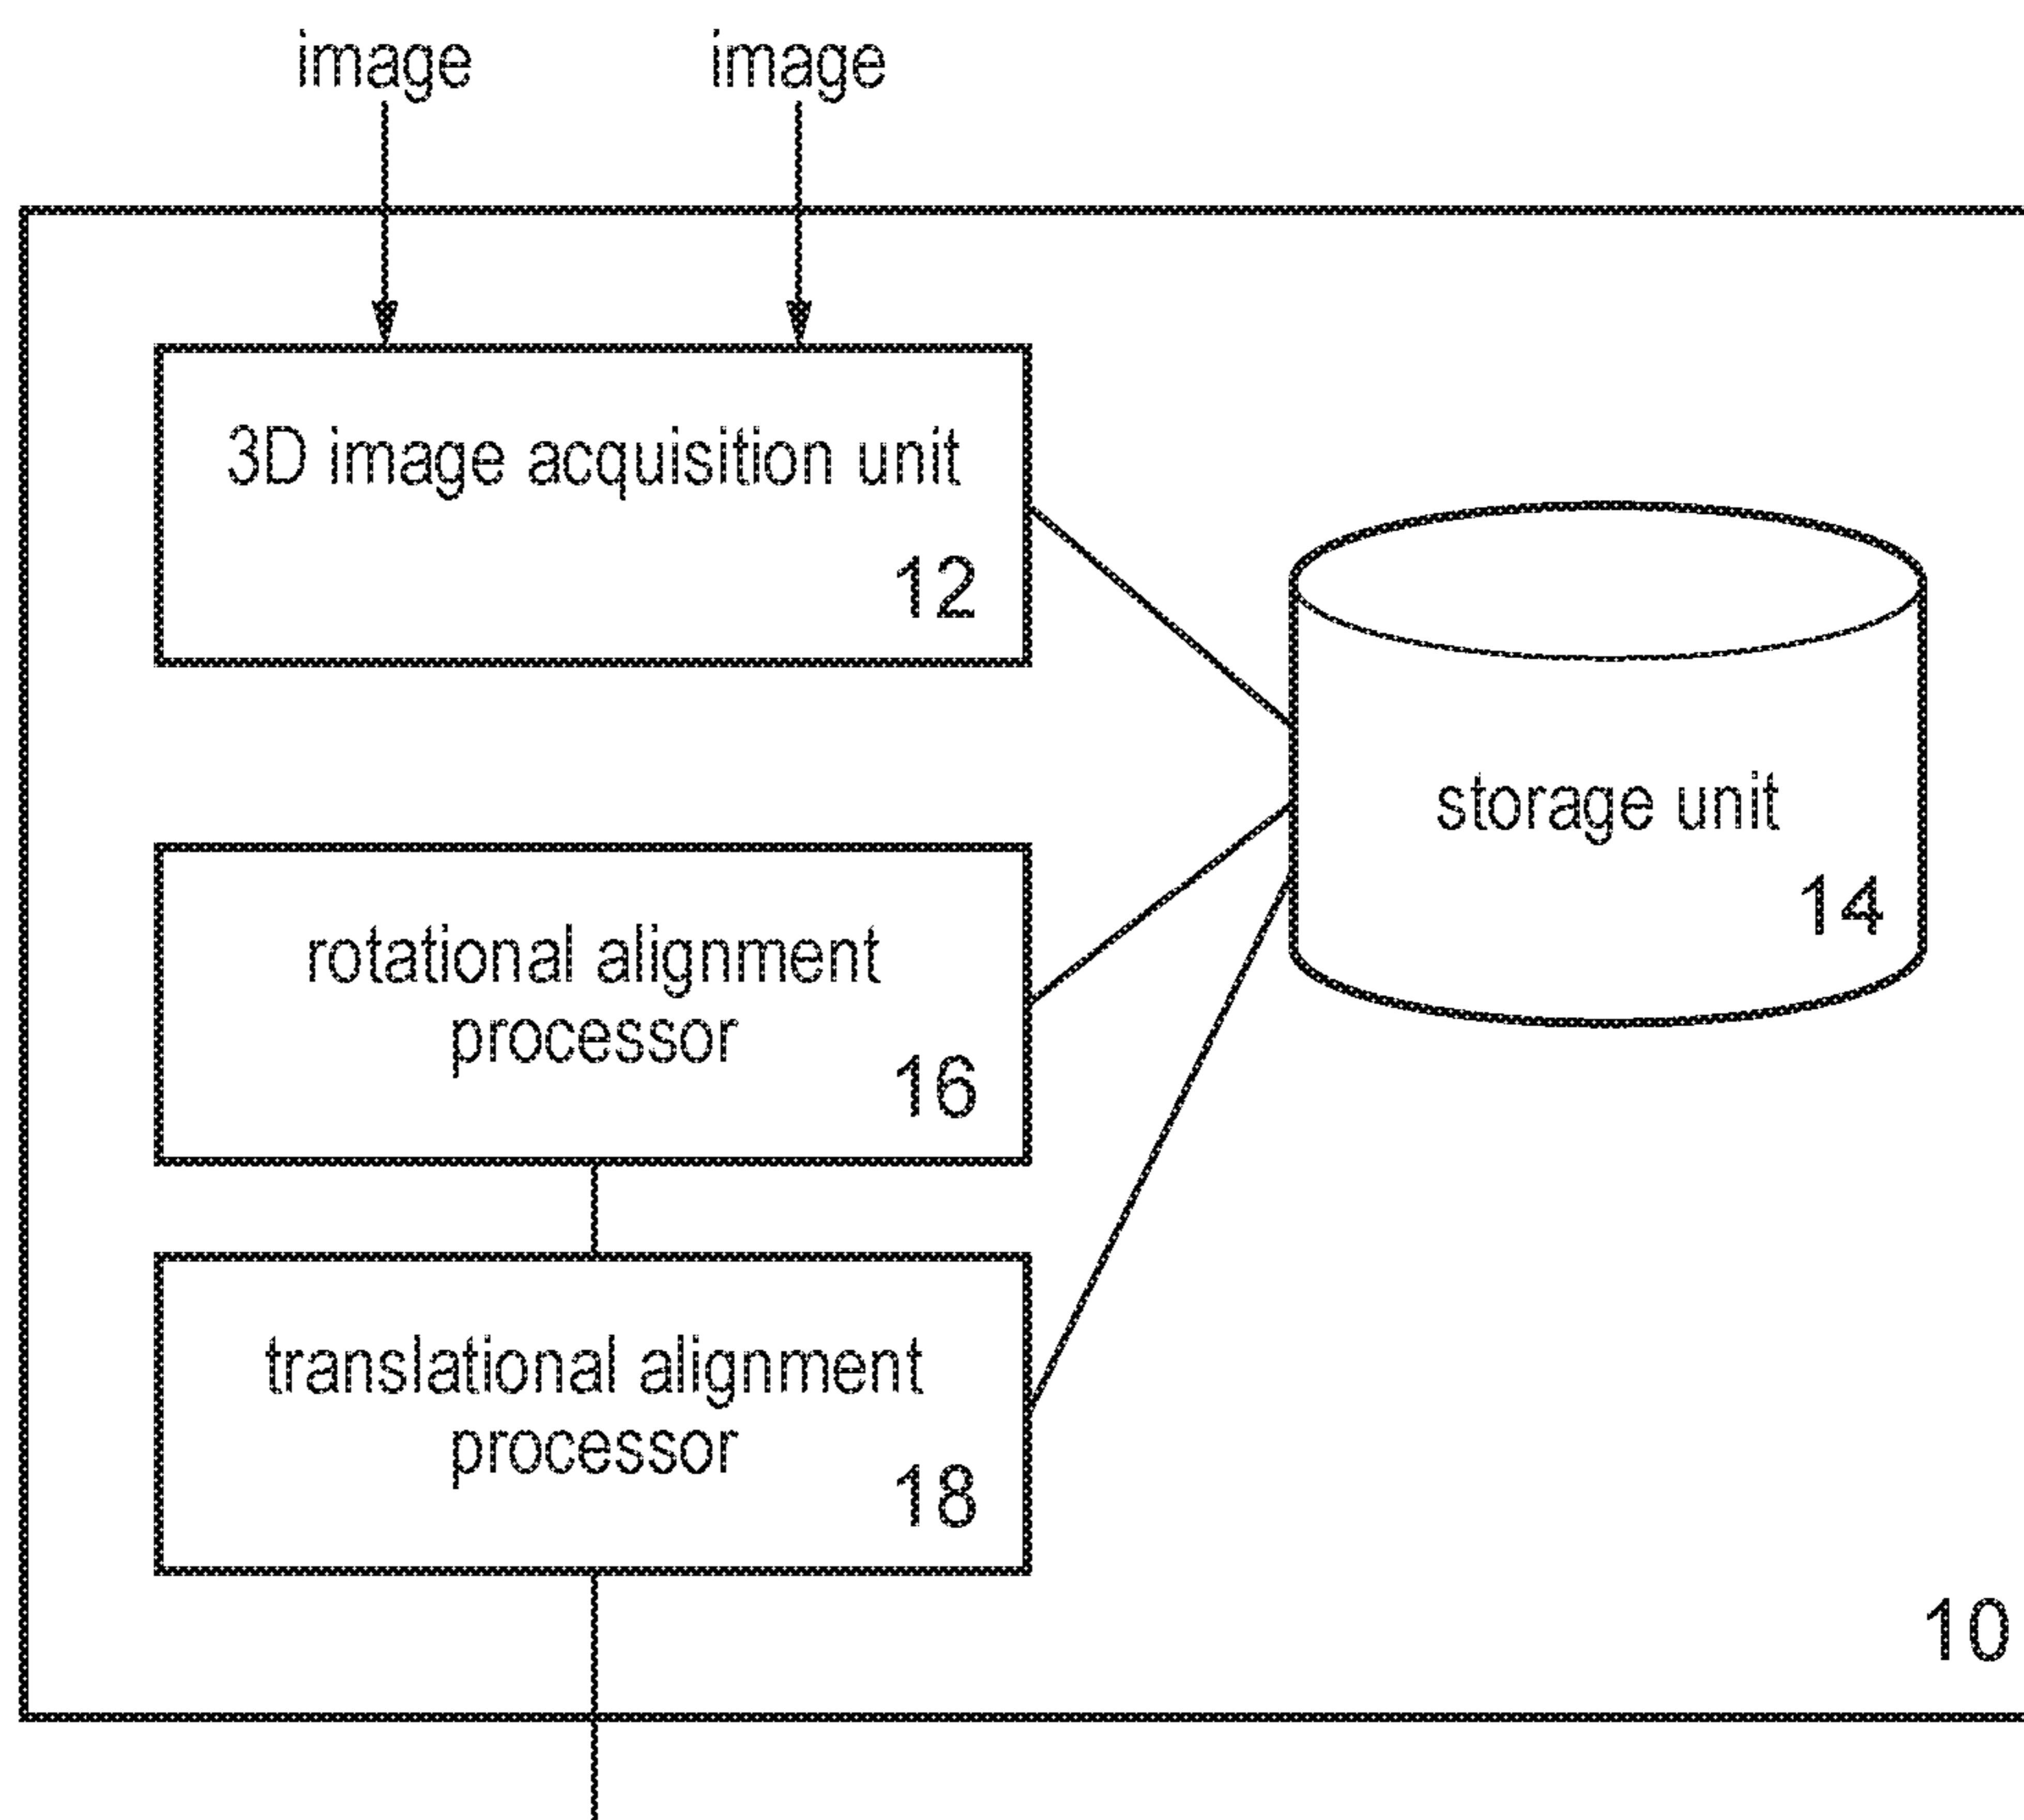 image image
3D image acquisition unit
12
storage unit
14
rotational alignment
processor
16
translational alignment
processor
18
10